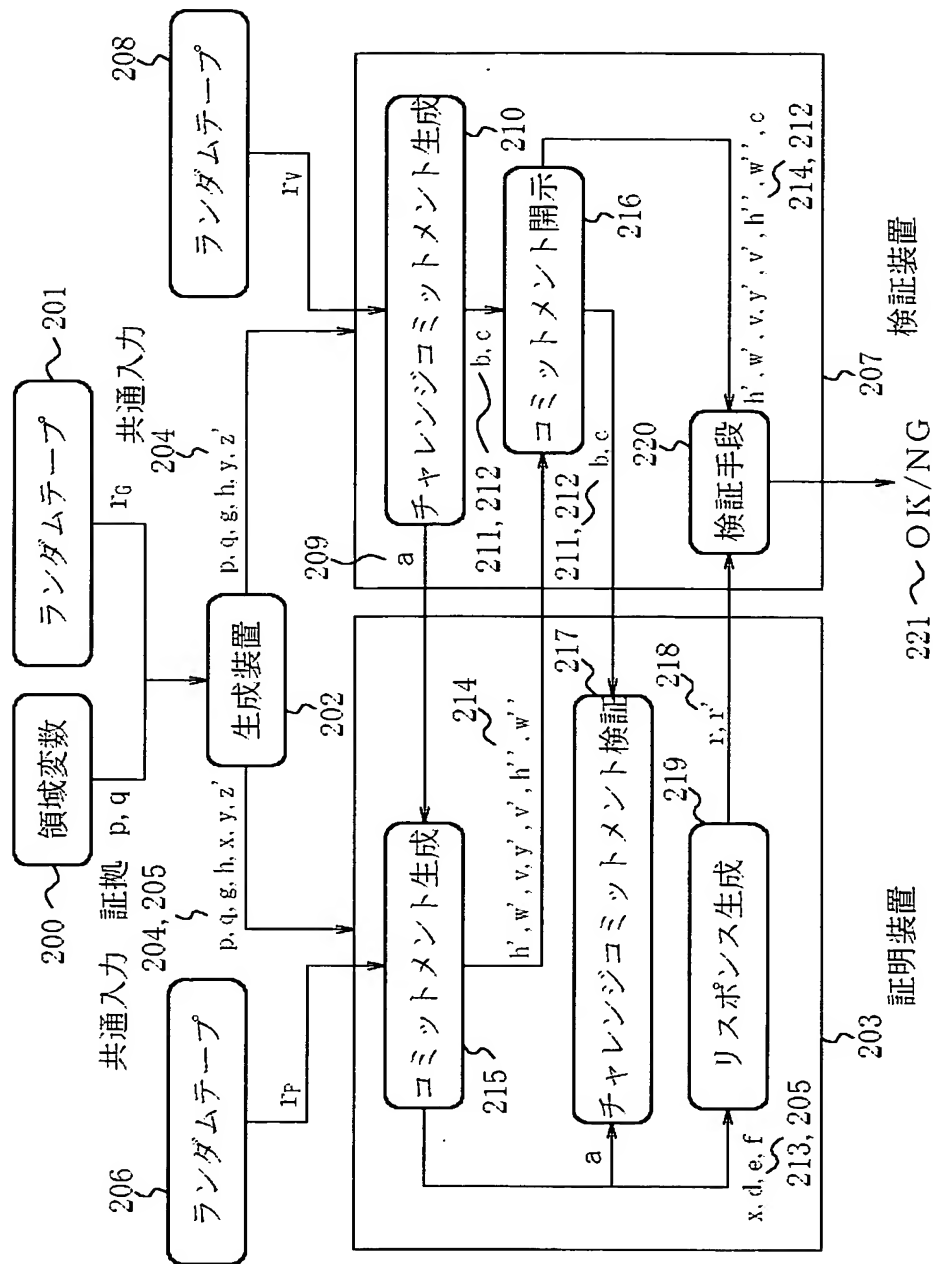 領域変数
200
p, q
ランダムテープ
201
rG
共通入力 証拠
204, 205
p, q, g, h, x, y, z'
生成装置
202
共通入力
204
p, q, g, h, y, z'
ランダムテープ
206
rP
ランダムテープ
208
rV
コミットメント生成
215
209
a
チャレンジコミットメント生成
210
214
h', w', v, y', v', h'', w''
211, 212
b, c
コミットメント開示
216
211, 212
b, c
チャレンジコミットメント検証
217
a
x, d, e, f
213, 205
リスポンス生成
219
r, r'
218
検証手段
220
h', w', v, y', v', h'', w'', c
214, 212
証明装置
203
検証装置
207
221 〜 OK/NG